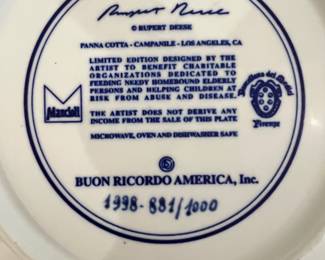 Rupert Deese
© RUPERT DEESE
PANNA COTTA - CAMPANILE - LOS ANGELES, CA
LIMITED EDITION DESIGNED BY THE
ARTIST TO BENEFIT CHARITABLE
ORGANIZATIONS DEDICATED TO
FEEDING NEEDY HOMEBOUND ELDERLY
PERSONS AND HELPING CHILDREN AT
RISK FROM ABUSE AND DISEASE.
Mancioli
THE ARTIST DOES NOT DERIVE ANY
INCOME FROM THE SALE OF THIS PLATE
Firenze
MICROWAVE, OVEN AND DISHWASHER SAFE
BUON RICORDO AMERICA, Inc.
1998-881/1000